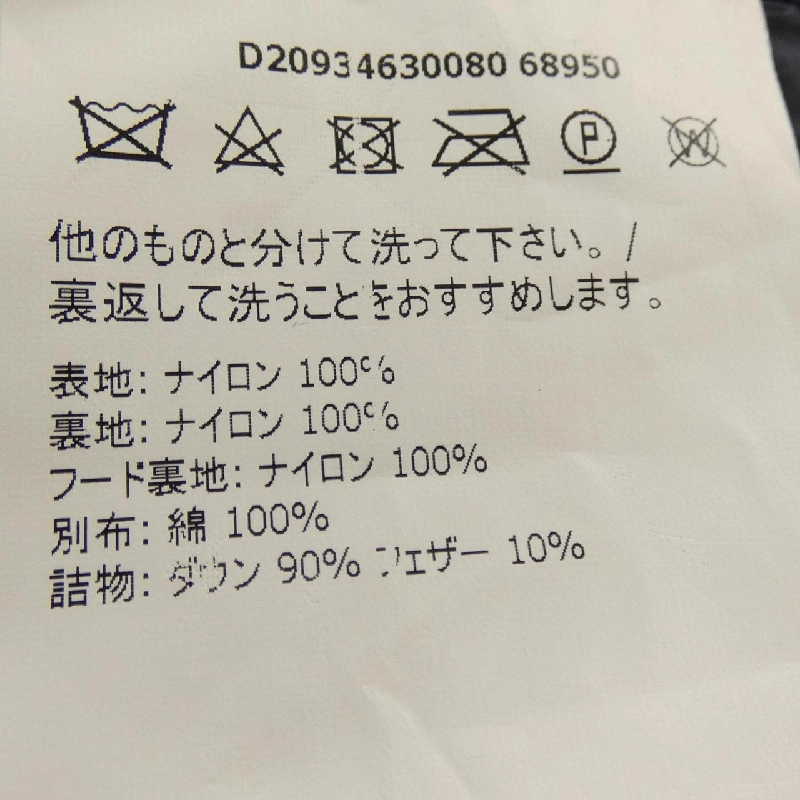 D20934630080 68950
P
W
他のものと分けて洗って下さい。/
裏返して洗うことをおすすめします。
表地: ナイロン 100%
裏地: ナイロン 100%
フード裏地: ナイロン 100%
別布: 綿 100%
詰物: ダウン 90% フェザー 10%